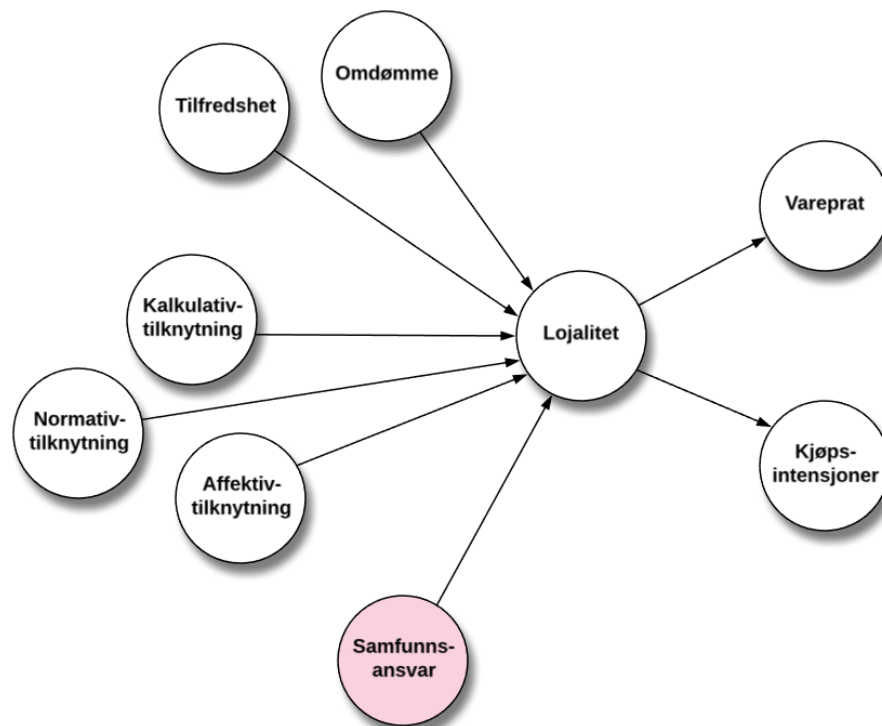 Omdømme
Tilfredshet
Vareprat
Kalkulativ-
tilknytning
Lojalitet
Normativ-
tilknytning
Affektiv-
tilknytning
Kjøps-
intensjoner
Samfunns-
ansvar